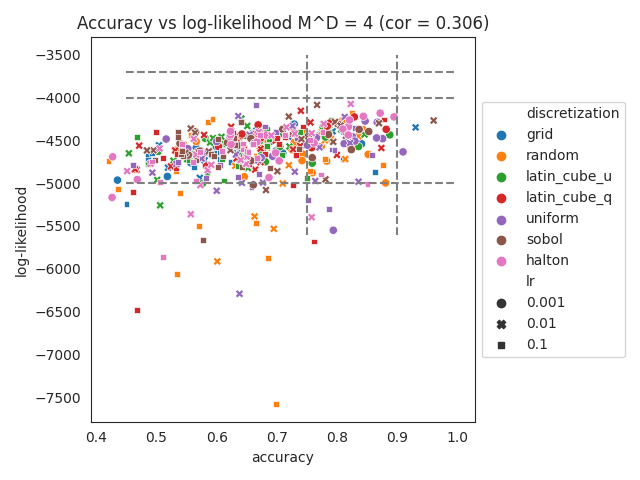 Accuracy vs log-likelihood M^D = 4 (cor = 0.306)
log-likelihood
−3500
−4000
−4500
−5000
−5500
−6000
−6500
−7000
−7500
0.4 0.5 0.6 0.7 0.8 0.9 1.0
accuracy
discretization
grid
random
latin_cube_u
latin_cube_q
uniform
sobol
halton
lr
0.001
0.01
0.1